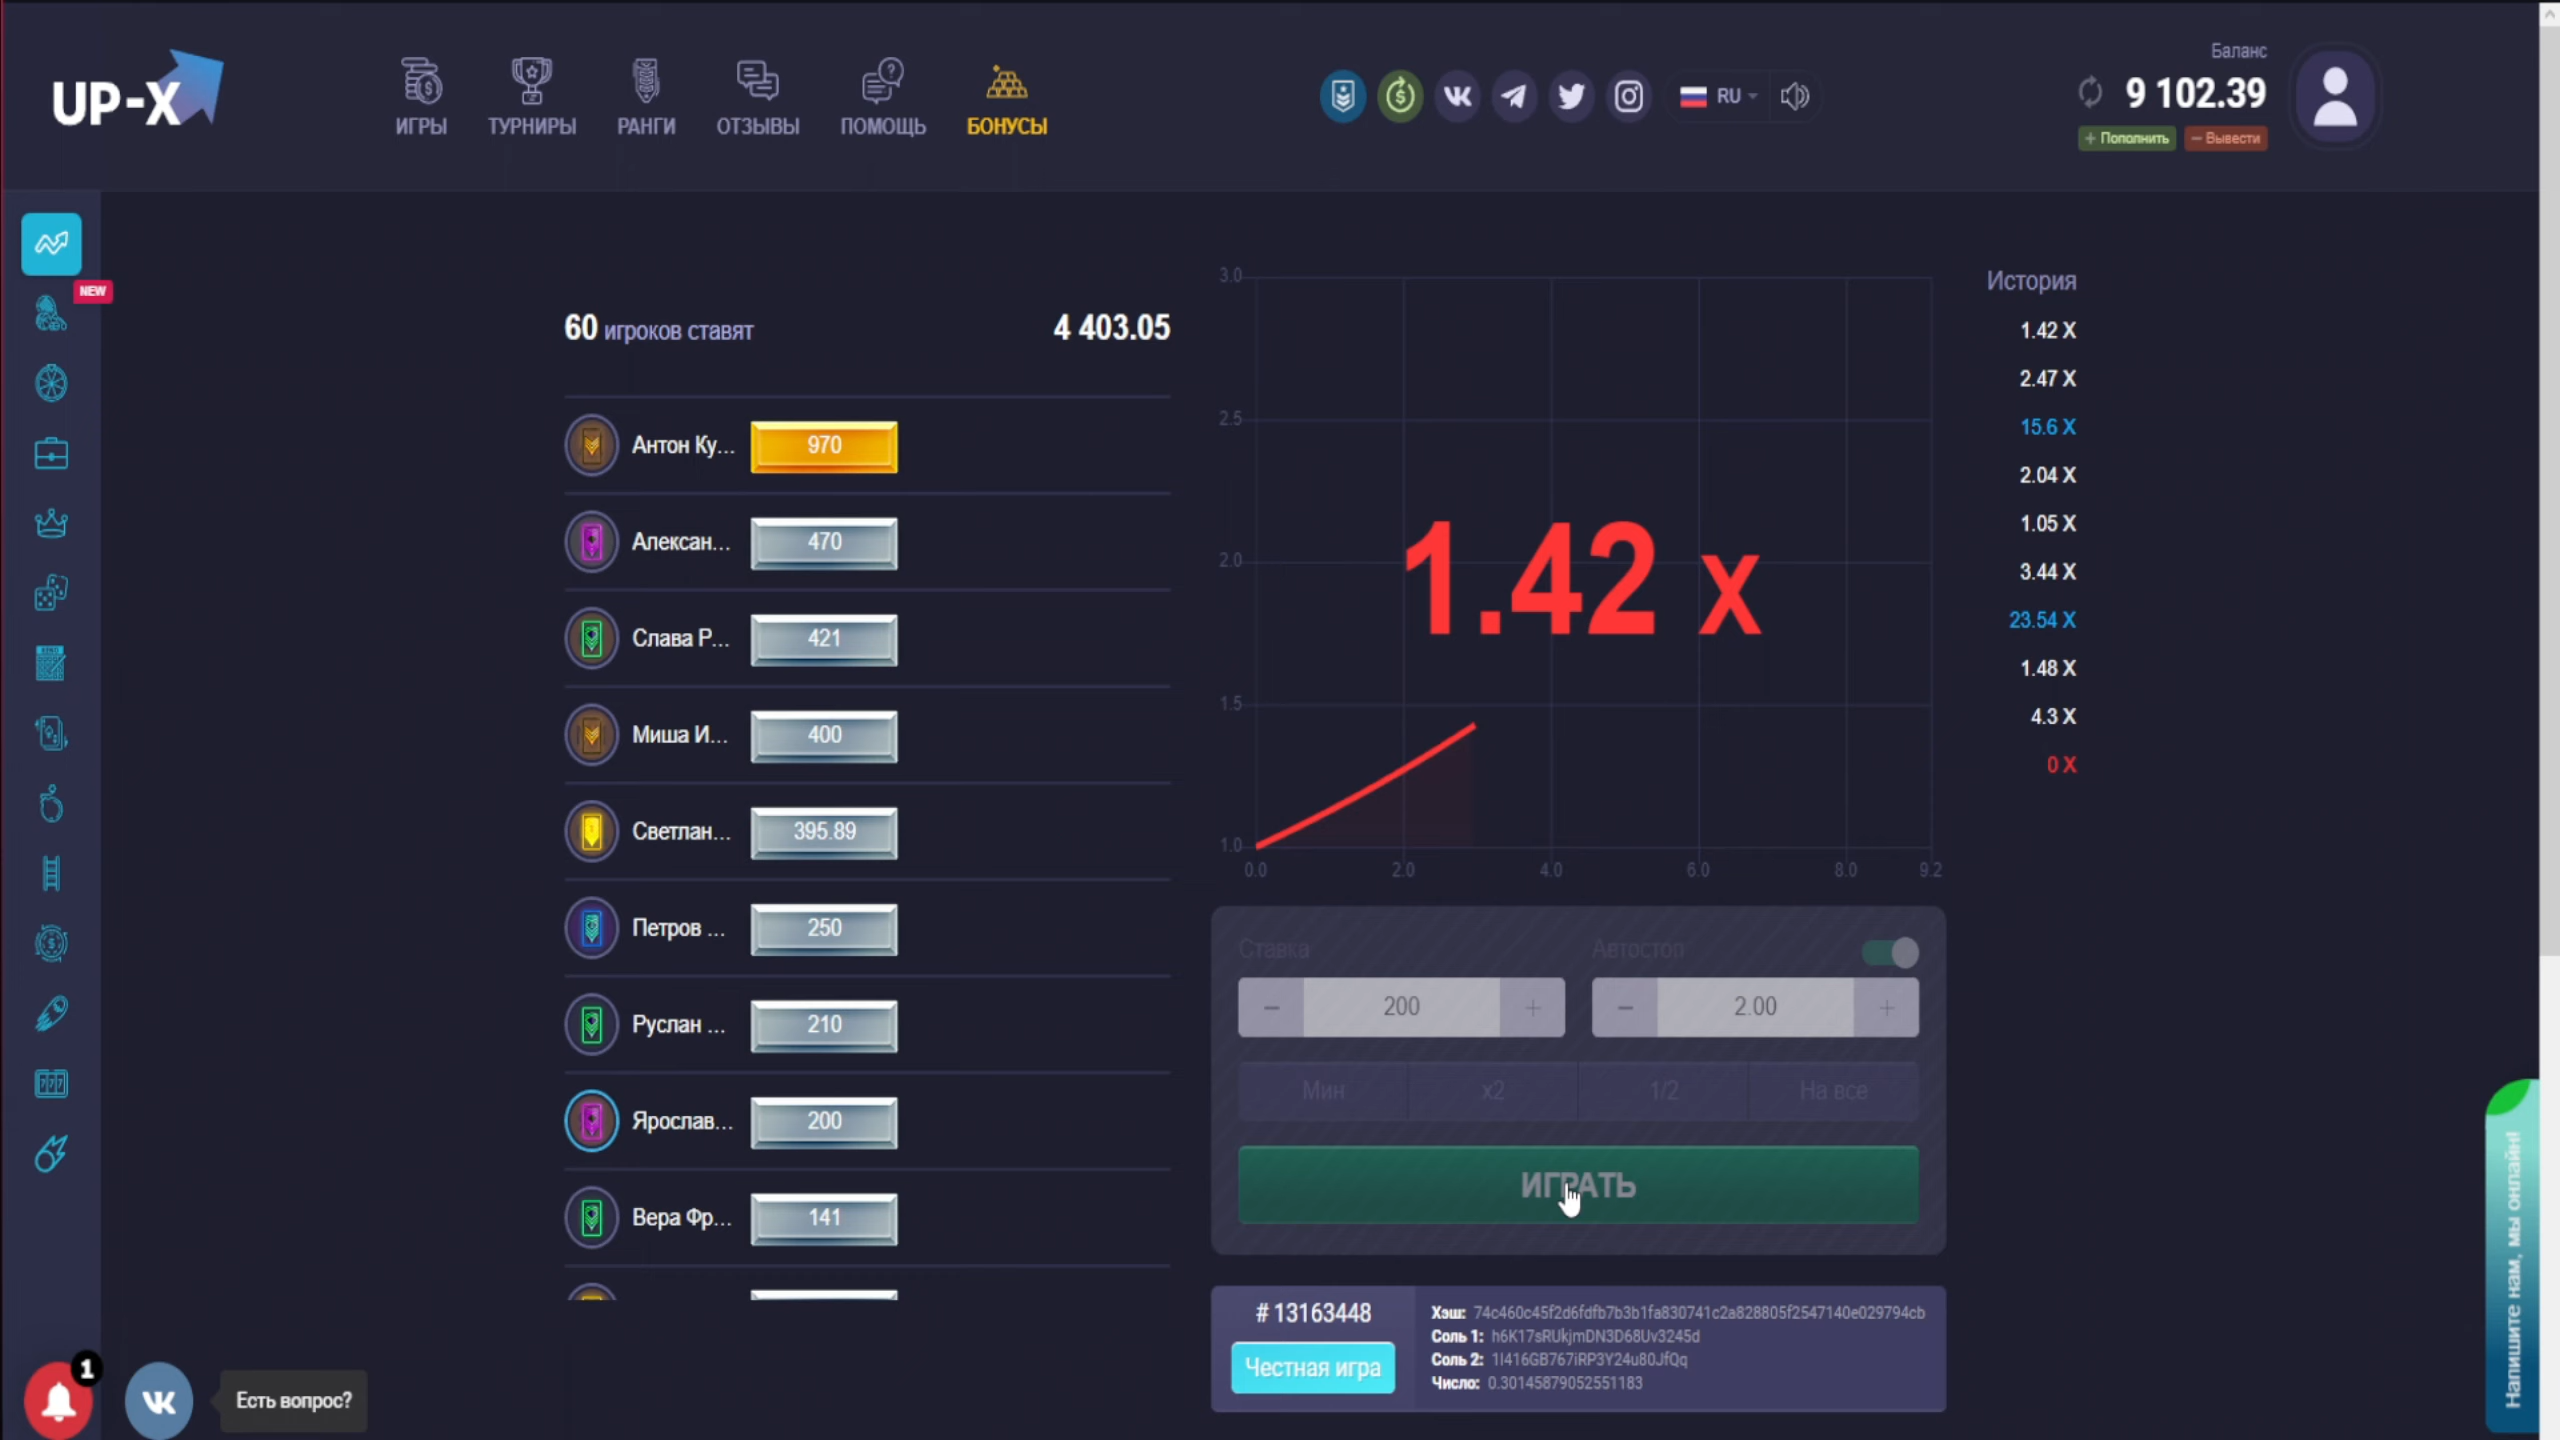 UP-X
ИГРЫ
ТУРНИРЫ
РАНГИ
ОТЗЫВЫ
ПОМОЩЬ
БОНУСЫ
RU
Баланс
9 102.39
+ Пополнить
− Вывести
NEW
60 игроков ставят
4 403.05
Антон Ку... 970
Алексан... 470
Слава Р... 421
Миша И... 400
Светлан... 395.89
Петров ... 250
Руслан ... 210
Ярослав... 200
Вера Фр... 141
3.0
2.5
2.0
1.5
1.0
0.0 2.0 4.0 6.0 8.0 9.2
1.42 x
История
1.42 X
2.47 X
15.6 X
2.04 X
1.05 X
3.44 X
23.54 X
1.48 X
4.3 X
0 X
Ставка
Автостоп
− 200 +
− 2.00 +
Мин x2 1/2 На все
ИГРАТЬ
# 13163448
Честная игра
Хэш: 74c460c45f2d6fdfb7b3b1fa830741c2a828805f2547140e029794cb
Соль 1: h6K17sRUkjmDN3D68Uv3245d
Соль 2: 1I416GB767iRP3Y24u80JfQq
Число: 0.30145879052551183
1
Есть вопрос?
Напишите нам, мы онлайн!